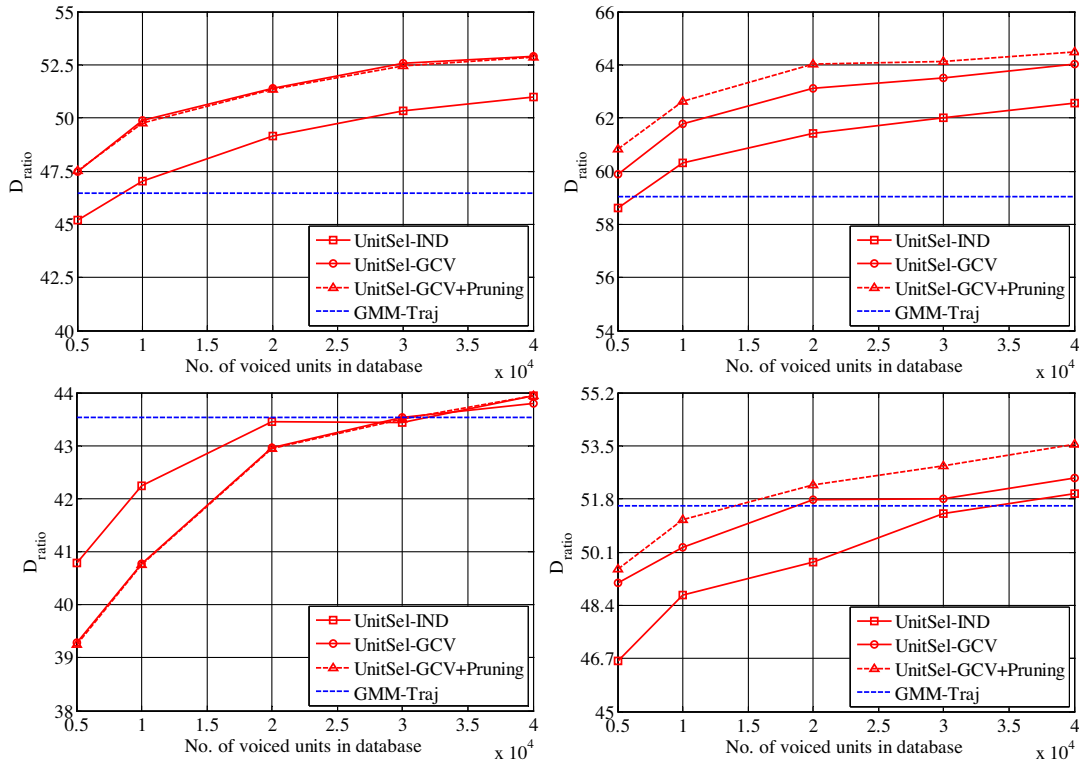 55
52.5
50
47.5
45
42.5
40
D_ratio
0.5 1 1.5 2 2.5 3 3.5 4
No. of voiced units in database
x 10^4
UnitSel-IND
UnitSel-GCV
UnitSel-GCV+Pruning
GMM-Traj
66
64
62
60
58
56
54
D_ratio
0.5 1 1.5 2 2.5 3 3.5 4
No. of voiced units in database
x 10^4
UnitSel-IND
UnitSel-GCV
UnitSel-GCV+Pruning
GMM-Traj
44
43
42
41
40
39
38
D_ratio
0.5 1 1.5 2 2.5 3 3.5 4
No. of voiced units in database
x 10^4
UnitSel-IND
UnitSel-GCV
UnitSel-GCV+Pruning
GMM-Traj
55.2
53.5
51.8
50.1
48.4
46.7
45
D_ratio
0.5 1 1.5 2 2.5 3 3.5 4
No. of voiced units in database
x 10^4
UnitSel-IND
UnitSel-GCV
UnitSel-GCV+Pruning
GMM-Traj